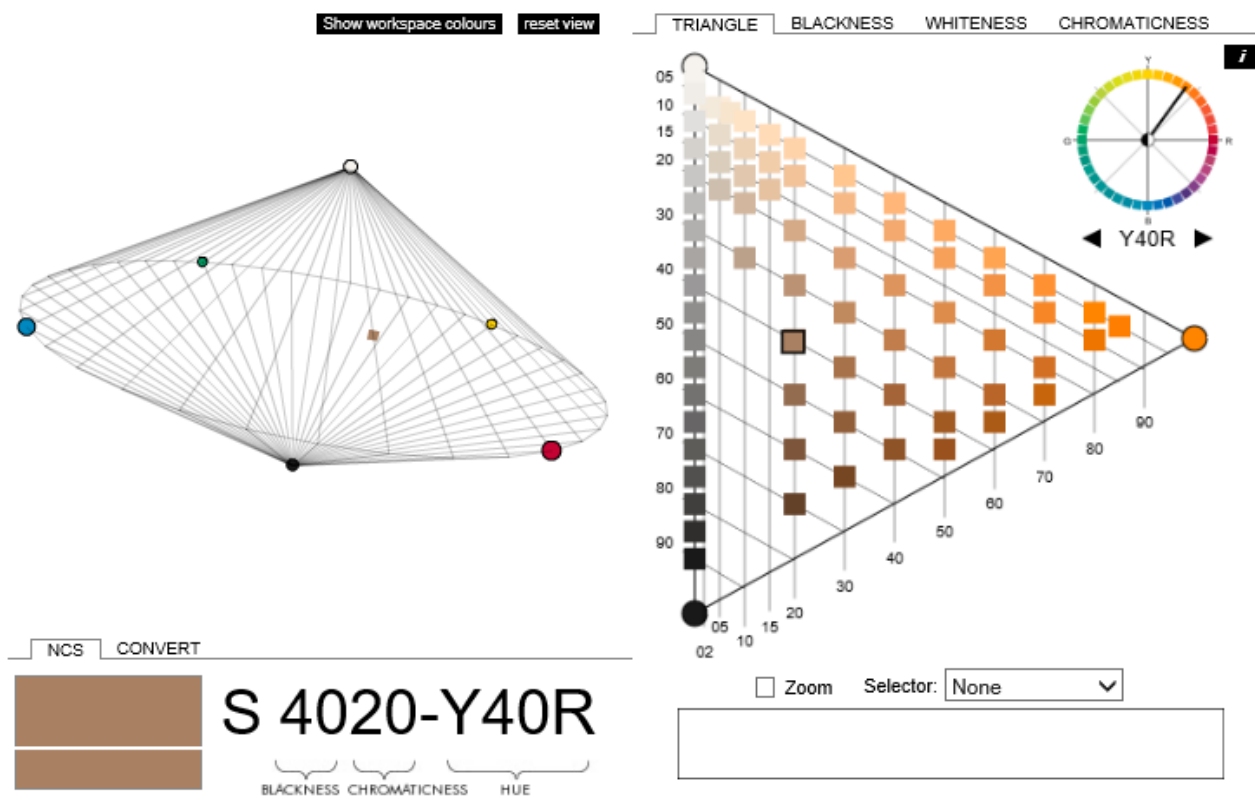 Show workspace colours
reset view
TRIANGLE
BLACKNESS
WHITENESS
CHROMATICNESS
i
05
10
15
20
30
40
50
60
70
80
90
Y
G
R
B
Y40R
90
80
70
60
50
40
30
20
15
10
05
02
NCS
CONVERT
S 4020-Y40R
BLACKNESS
CHROMATICNESS
HUE
Zoom
Selector:
None